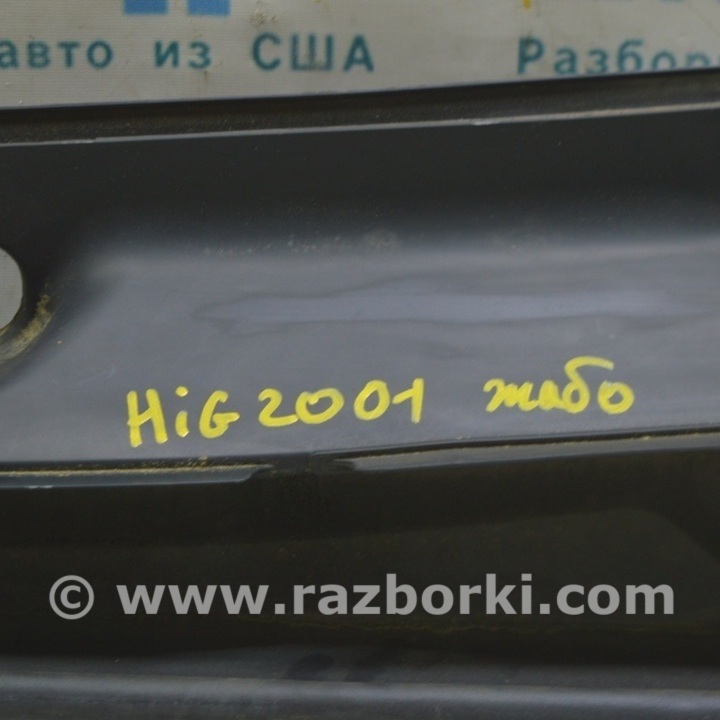 авто из США Разбор
HiG2001 жабо
© www.razborki.com